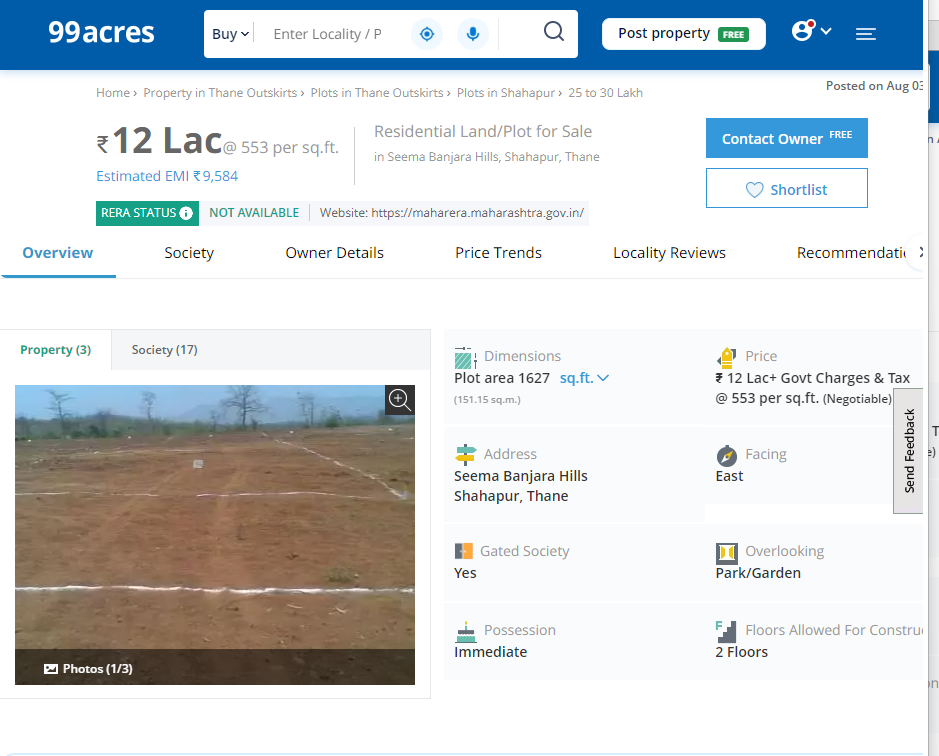 99acres
Buy
Enter Locality / P
Post property FREE
Posted on Aug 03
Home › Property in Thane Outskirts › Plots in Thane Outskirts › Plots in Shahapur › 25 to 30 Lakh
₹ 12 Lac @ 553 per sq.ft.
Estimated EMI ₹ 9,584
Residential Land/Plot for Sale
in Seema Banjara Hills, Shahapur, Thane
Contact Owner FREE
Shortlist
RERA STATUS i NOT AVAILABLE Website: https://maharera.maharashtra.gov.in/
Overview Society Owner Details Price Trends Locality Reviews Recommendati
Property (3) Society (17)
Photos (1/3)
Dimensions
Plot area 1627 sq.ft.
(151.15 sq.m.)
Price
₹ 12 Lac+ Govt Charges & Tax
@ 553 per sq.ft. (Negotiable)
Address
Seema Banjara Hills
Shahapur, Thane
Facing
East
Gated Society
Yes
Overlooking
Park/Garden
Possession
Immediate
Floors Allowed For Constru
2 Floors
Send Feedback